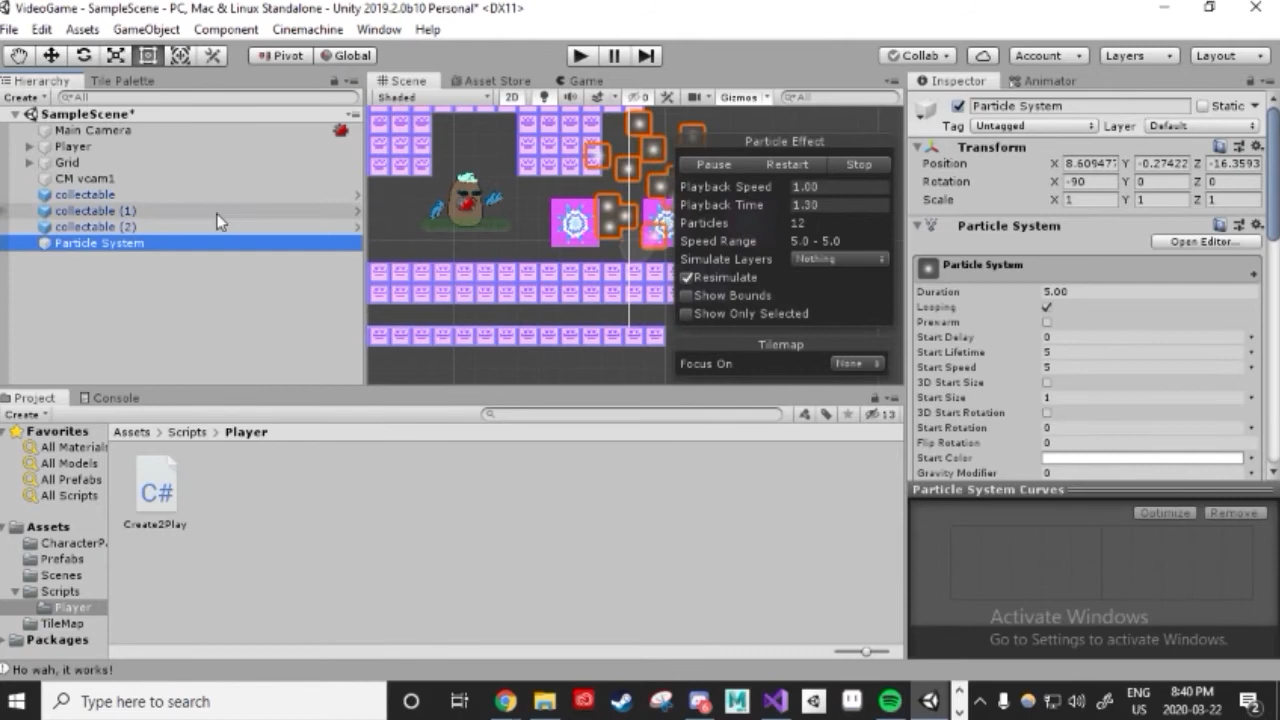 VideoGame - SampleScene - PC, Mac & Linux Standalone - Unity 2019.2.0b10 Personal* <DX11>
File Edit Assets GameObject Component Cinemachine Window Help
Pivot Global Collab Account Layers Layout
Hierarchy Tile Palette Scene Asset Store Game Inspector Animator
Create All Shaded 2D 0 Gizmos All
Particle System Static
Tag Untagged Layer Default
SampleScene*
Main Camera
Player
Grid
CM vcam1
collectable
collectable (1)
collectable (2)
Particle System
Particle Effect
Pause Restart Stop
Playback Speed 1.00
Playback Time 1.30
Particles 12
Speed Range 5.0 - 5.0
Simulate Layers Nothing
Resimulate
Show Bounds
Show Only Selected
Tilemap
Focus On None
Transform
Position X 8.609477 Y -0.27422 Z -16.3593
Rotation X -90 Y 0 Z 0
Scale X 1 Y 1 Z 1
Particle System
Open Editor...
Particle System
Duration 5.00
Looping
Prewarm
Start Delay 0
Start Lifetime 5
Start Speed 5
3D Start Size
Start Size 1
3D Start Rotation
Start Rotation 0
Flip Rotation 0
Start Color
Gravity Modifier 0
Particle System Curves
Optimize Remove
Project Console
Create 13
Favorites
All Materials
All Models
All Prefabs
All Scripts
Assets
CharacterP
Prefabs
Scenes
Scripts
Player
TileMap
Packages
Assets > Scripts > Player
C#
Create2Play
Activate Windows
Go to Settings to activate Windows.
Ho wah, it works!
Type here to search
ENG
US
8:40 PM
2020-03-22
2